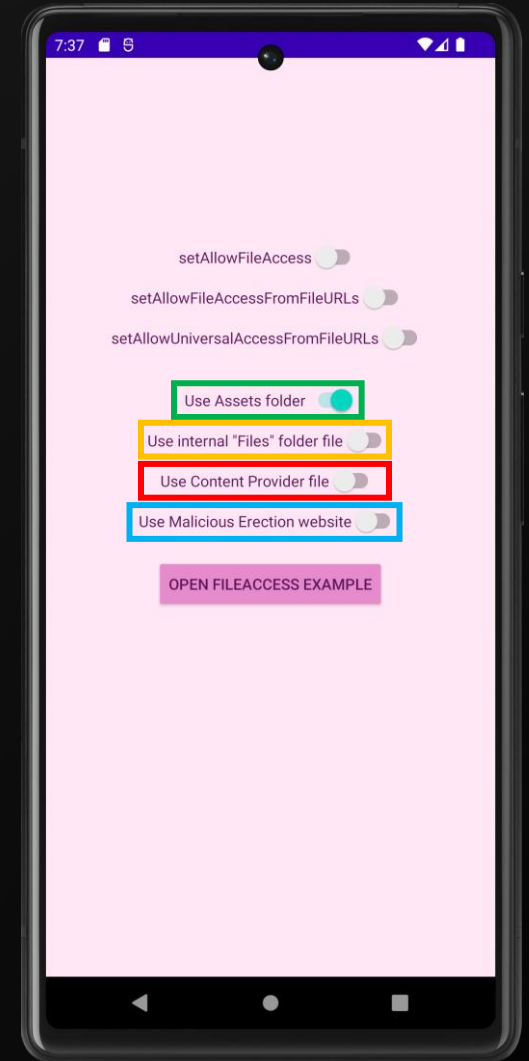 7:37
setAllowFileAccess
setAllowFileAccessFromFileURLs
setAllowUniversalAccessFromFileURLs
Use Assets folder
Use internal "Files" folder file
Use Content Provider file
Use Malicious Erection website
OPEN FILEACCESS EXAMPLE